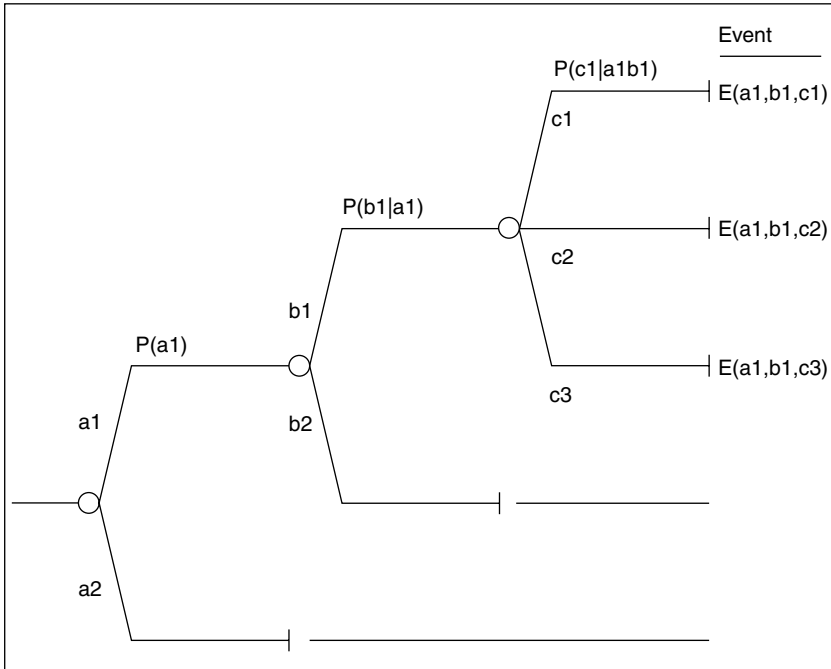 Event
P(c1|a1b1)
E(a1,b1,c1)
c1
P(b1|a1)
E(a1,b1,c2)
c2
b1
P(a1)
E(a1,b1,c3)
c3
a1
b2
a2